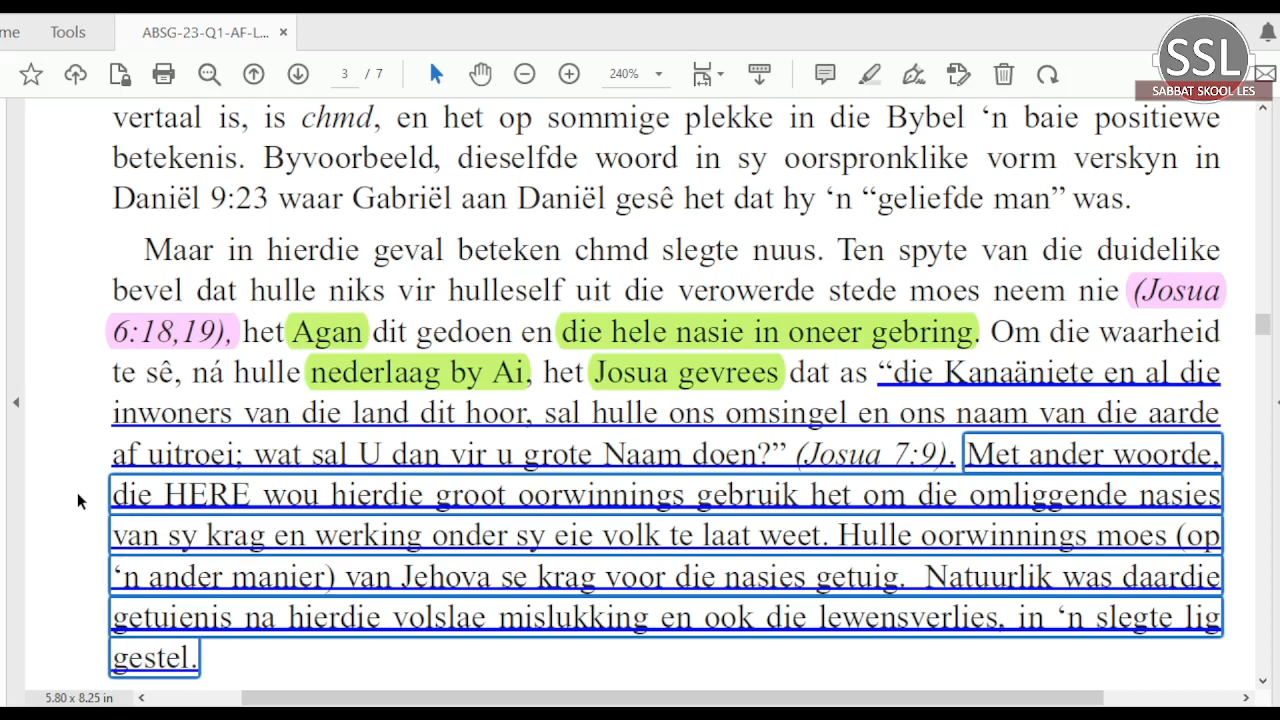 me
Tools
ABSG-23-Q1-AF-L... ×
3 / 7
240%
SSL
SABBAT SKOOL LES
vertaal is, is chmd, en het op sommige plekke in die Bybel ‘n baie positiewe
betekenis. Byvoorbeeld, dieselfde woord in sy oorspronklike vorm verskyn in
Daniël 9:23 waar Gabriël aan Daniël gesê het dat hy ‘n “geliefde man” was.
Maar in hierdie geval beteken chmd slegte nuus. Ten spyte van die duidelike
bevel dat hulle niks vir hulleself uit die verowerde stede moes neem nie (Josua
6:18,19), het Agan dit gedoen en die hele nasie in oneer gebring. Om die waarheid
te sê, ná hulle nederlaag by Ai, het Josua gevrees dat as “die Kanaäniete en al die
inwoners van die land dit hoor, sal hulle ons omsingel en ons naam van die aarde
af uitroei; wat sal U dan vir u grote Naam doen?” (Josua 7:9). Met ander woorde,
die HERE wou hierdie groot oorwinnings gebruik het om die omliggende nasies
van sy krag en werking onder sy eie volk te laat weet. Hulle oorwinnings moes (op
‘n ander manier) van Jehova se krag voor die nasies getuig. Natuurlik was daardie
getuienis na hierdie volslae mislukking en ook die lewensverlies, in ‘n slegte lig
gestel.
5.80 x 8.25 in